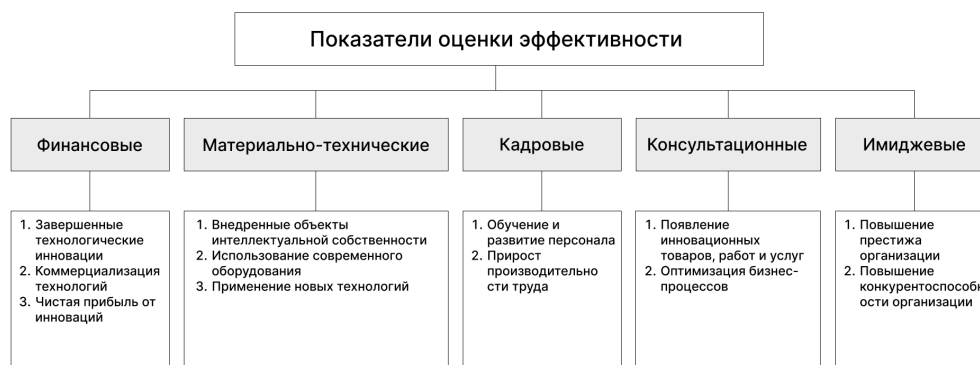 Показатели оценки эффективности
Финансовые
Материально-технические
Кадровые
Консультационные
Имиджевые
1. Завершенные
технологические
инновации
2. Коммерциализация
технологий
3. Чистая прибыль от
инноваций
1. Внедренные объекты
интеллектуальной собственности
2. Использование современного
оборудования
3. Применение новых технологий
1. Обучение и
развитие персонала
2. Прирост
производительно
сти труда
1. Появление
инновационных
товаров, работ и услуг
2. Оптимизация бизнес-
процессов
1. Повышение
престижа
организации
2. Повышение
конкурентоспособн
ости организации